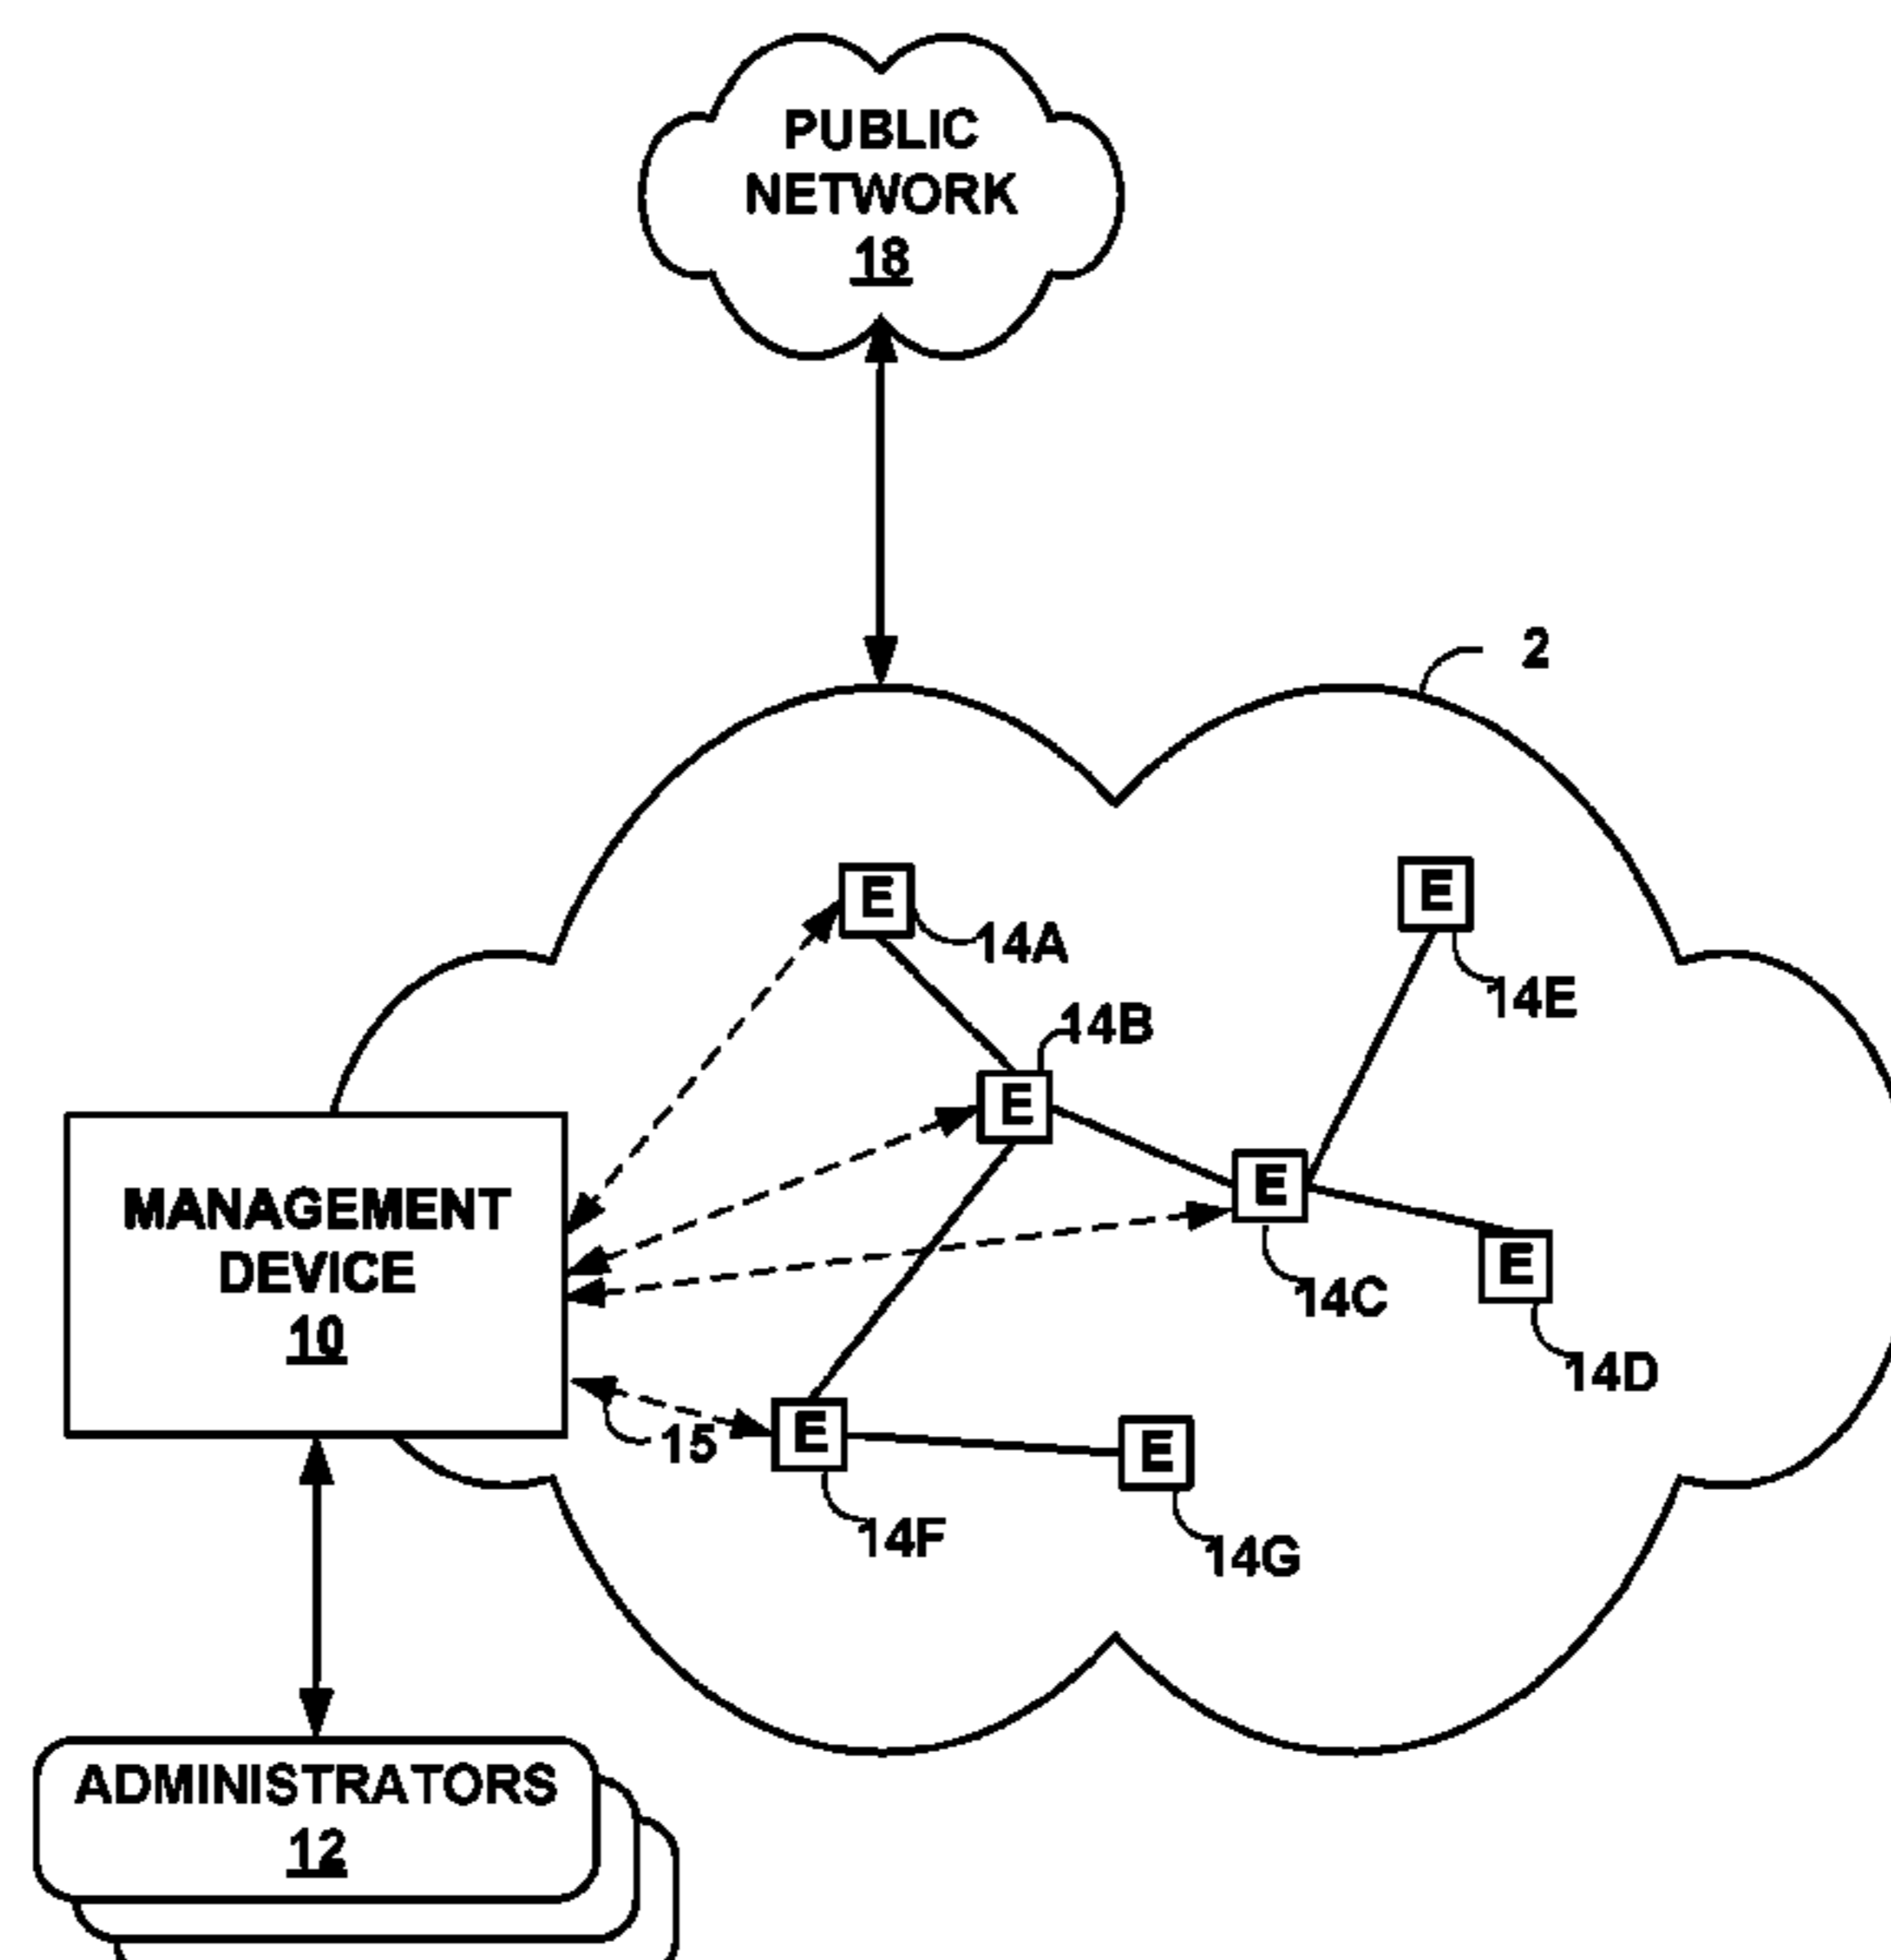 PUBLIC
NETWORK
18
2
E
14A
E
14E
E
14B
E
14C
E
14D
MANAGEMENT
DEVICE
10
15
E
14F
E
14G
ADMINISTRATORS
12